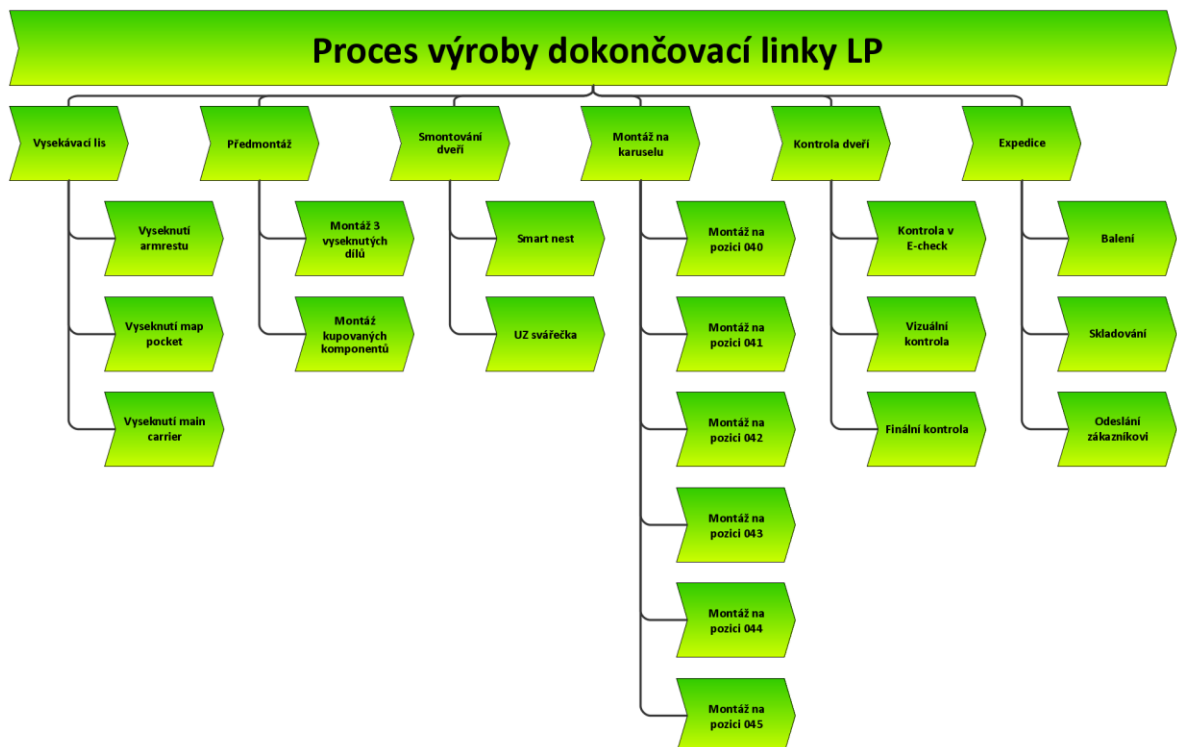 Proces výroby dokončovací linky LP
Vysekávací lis
Předmontáž
Smontování
dveří
Montáž na
karuselu
Kontrola dveří
Expedice
Vyseknutí
armrestu
Vyseknutí map
pocket
Vyseknutí main
carrier
Montáž 3
vyseknutých
dílů
Montáž
kupovaných
komponentů
Smart nest
UZ svářečka
Montáž na
pozici 040
Montáž na
pozici 041
Montáž na
pozici 042
Montáž na
pozici 043
Montáž na
pozici 044
Montáž na
pozici 045
Kontrola v
E-check
Vizuální
kontrola
Finální kontrola
Balení
Skladování
Odeslání
zákazníkovi